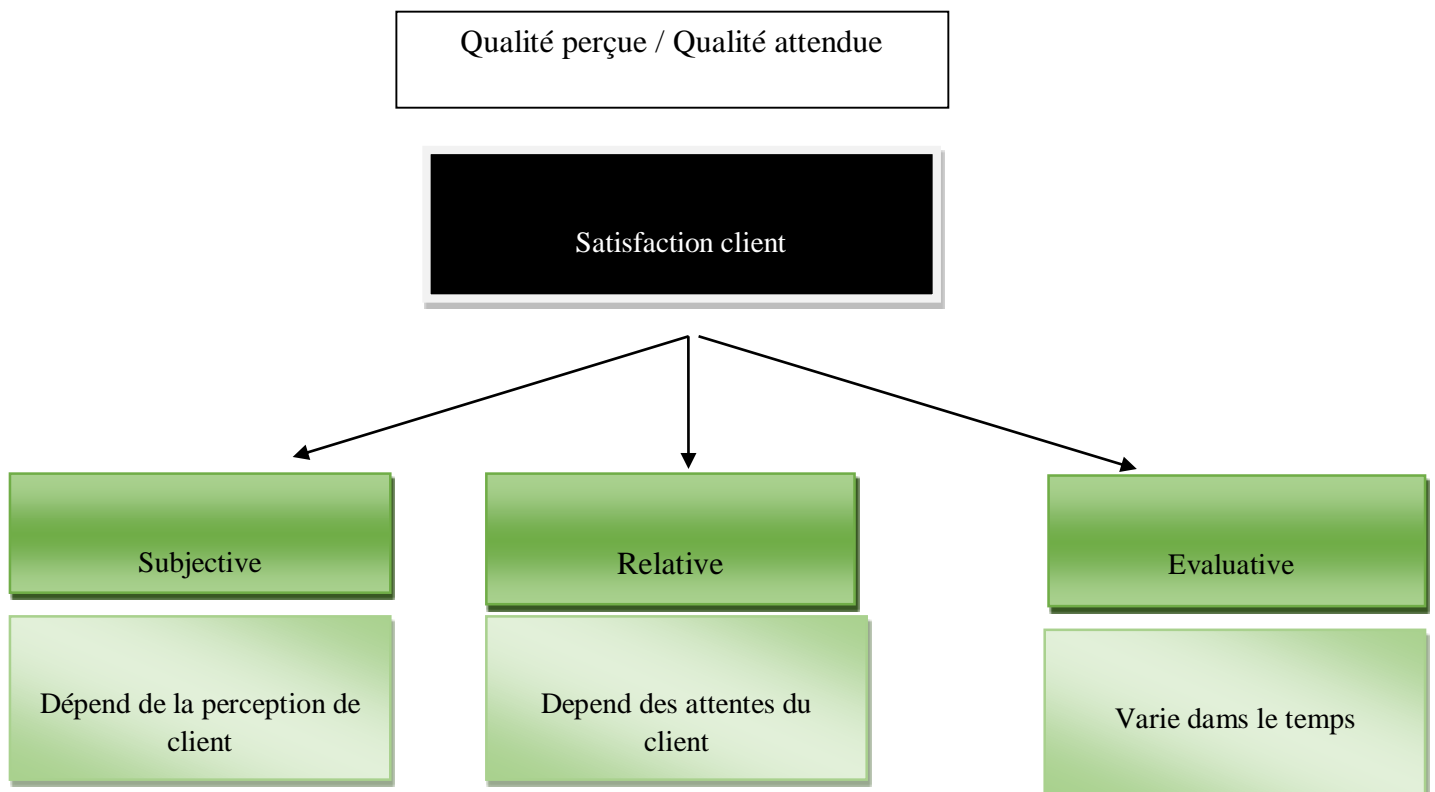 Qualité perçue / Qualité attendue
Satisfaction client
Subjective
Relative
Evaluative
Dépend de la perception de
client
Depend des attentes du
client
Varie dams le temps